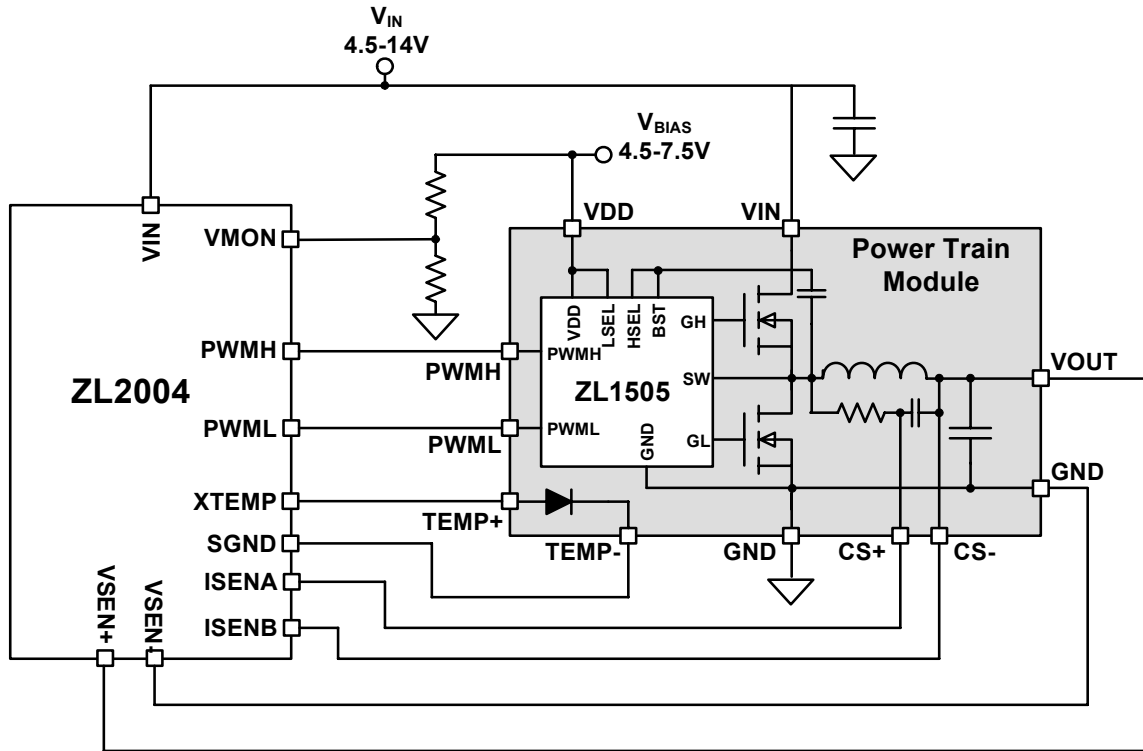 VIN
4.5-14V
VBIAS
4.5-7.5V
VIN
VMON
VDD
VIN
Power Train
Module
VDD
LSEL
HSEL
BST
GH
PWMH
PWMH
PWMH
ZL2004
ZL1505
SW
VOUT
PWML
PWML
PWML
GND
GL
GND
XTEMP
TEMP+
SGND
TEMP-
GND
CS+
CS-
ISENA
ISENB
VSEN+
VSEN-